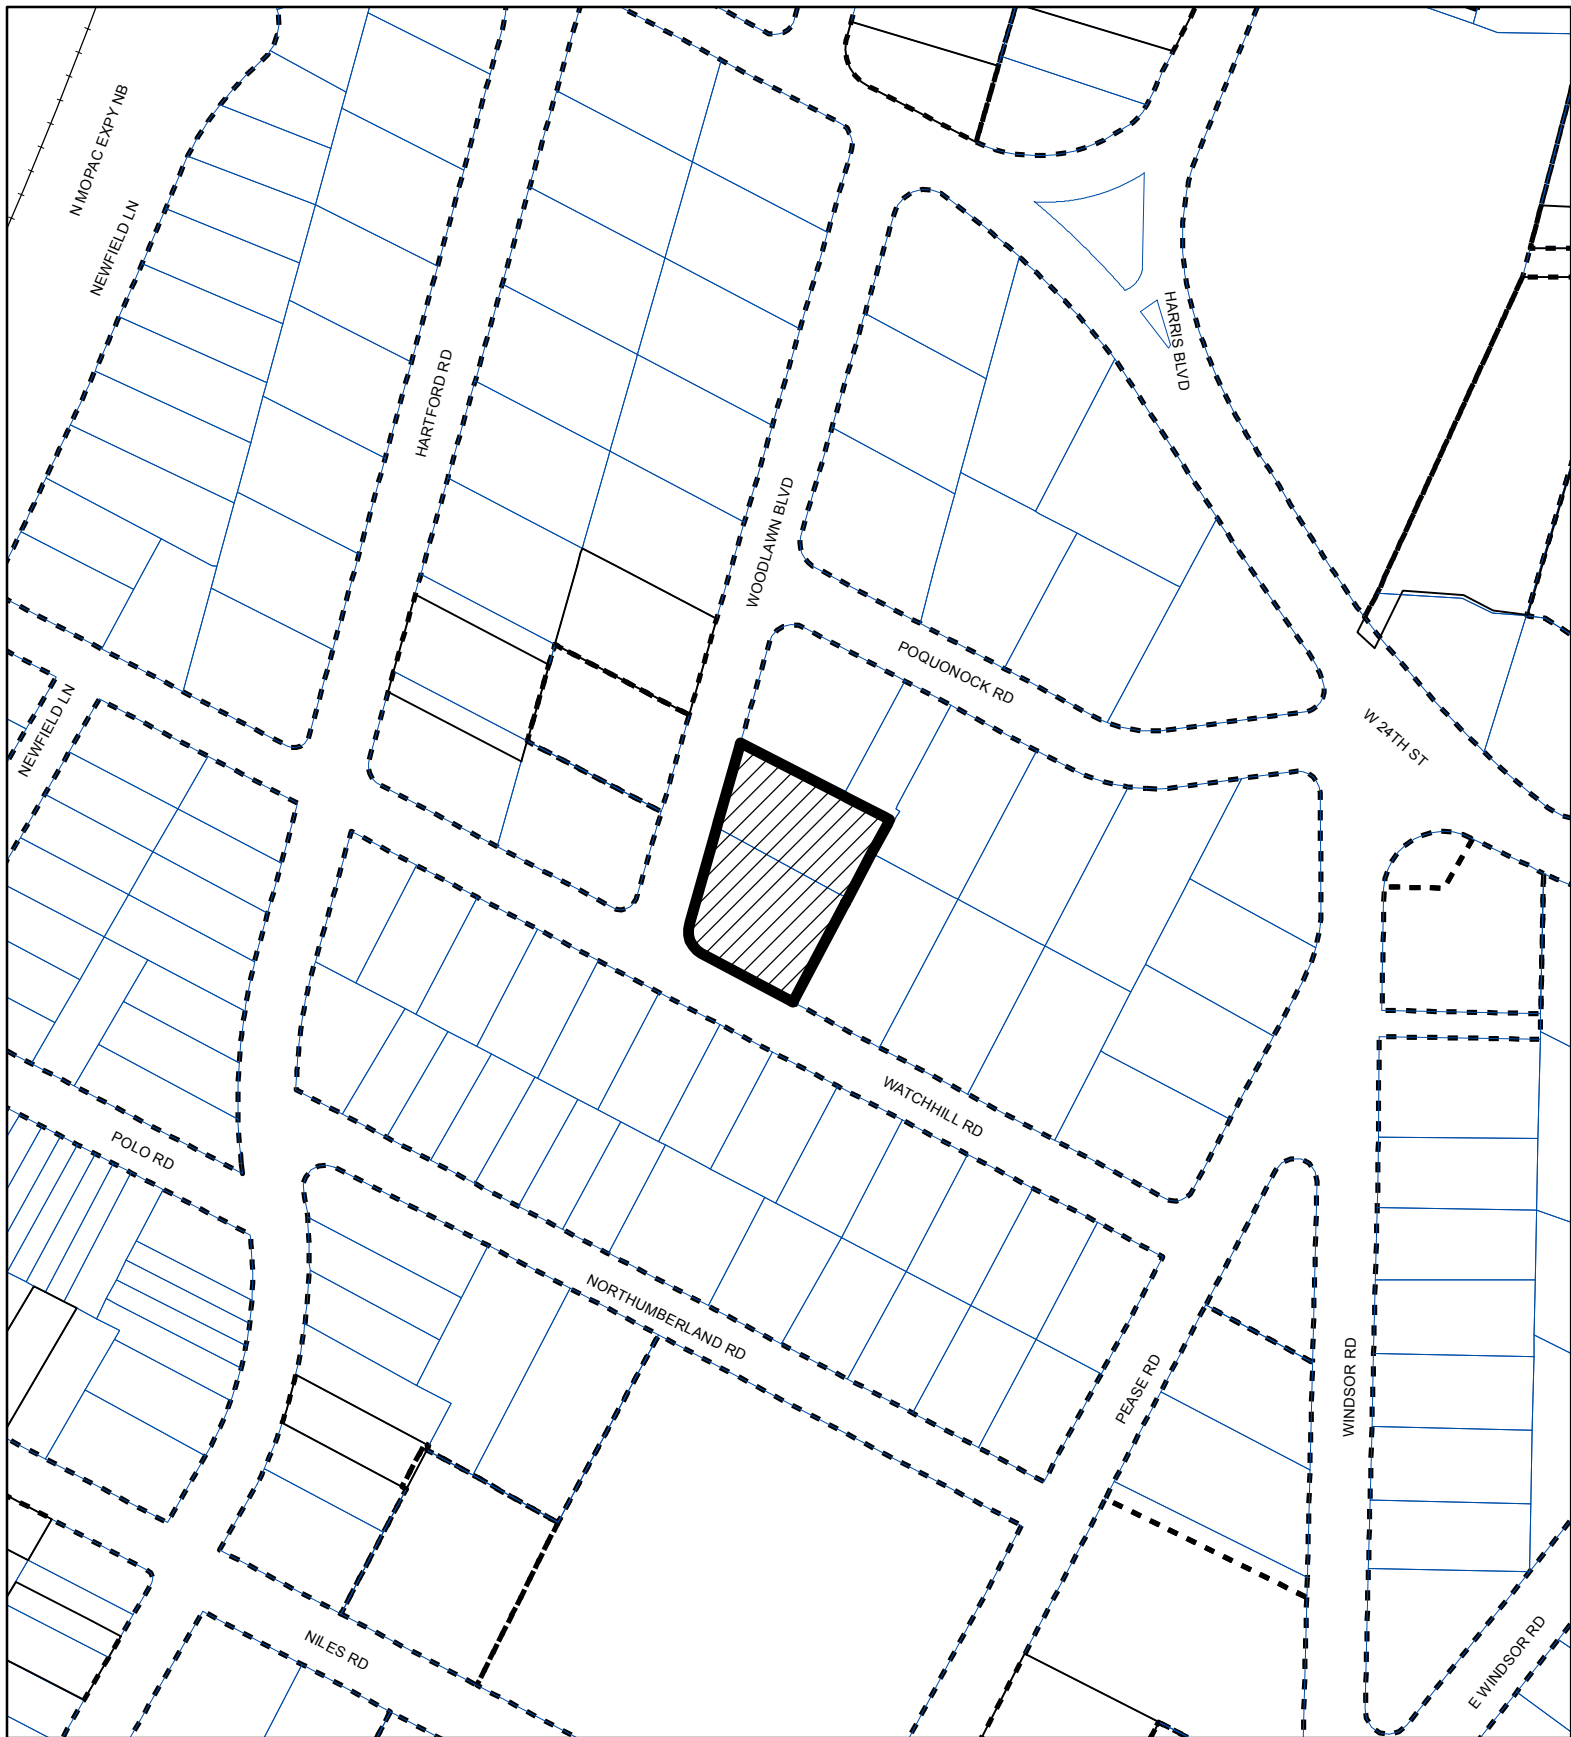 N MOPAC EXPY NB
NEWFIELD LN
HARRIS BLVD
HARTFORD RD
WOODLAWN BLVD
POQUONOCK RD
W 24TH ST
NEWFIELD LN
WATCHHILL RD
POLO RD
NORTHUMBERLAND RD
PEASE RD
WINDSOR RD
NILES RD
E WINDSOR RD